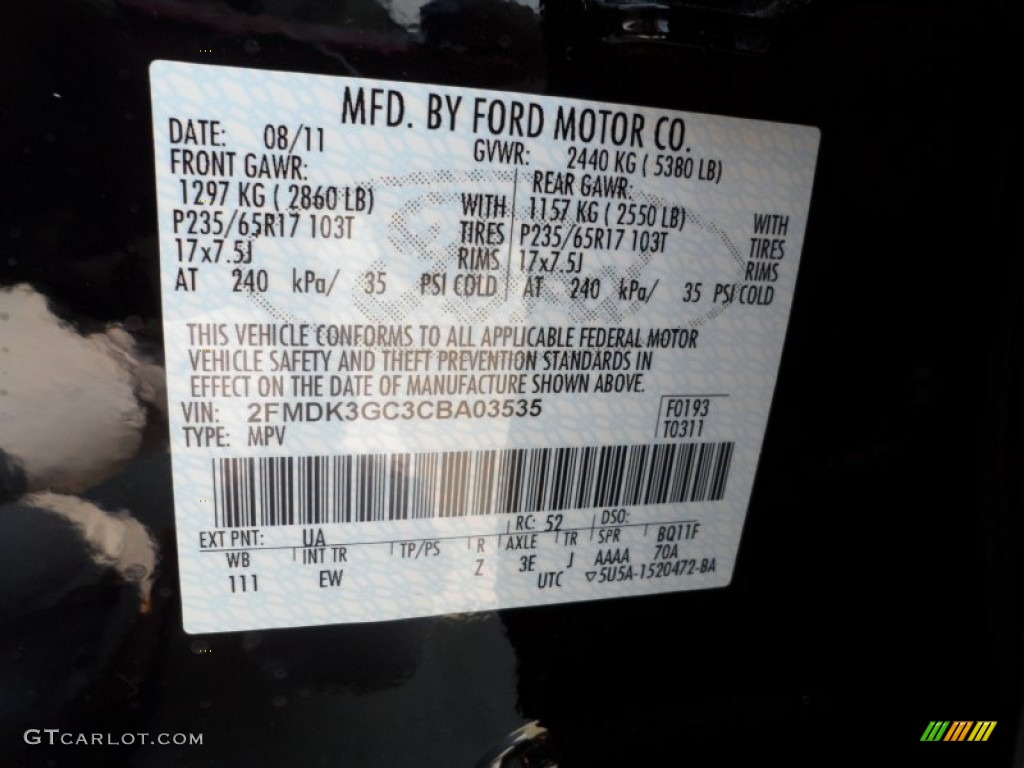 MFD. BY FORD MOTOR CO.
DATE: 08/11 GVWR: 2440 KG ( 5380 LB)
FRONT GAWR: REAR GAWR:
1297 KG ( 2860 LB) WITH 1157 KG ( 2550 LB) WITH
P235/65R17 103T TIRES P235/65R17 103T TIRES
17x7.5J RIMS 17x7.5J RIMS
AT 240 kPa/ 35 PSI COLD AT 240 kPa/ 35 PSI COLD
THIS VEHICLE CONFORMS TO ALL APPLICABLE FEDERAL MOTOR
VEHICLE SAFETY AND THEFT PREVENTION STANDARDS IN
EFFECT ON THE DATE OF MANUFACTURE SHOWN ABOVE.
VIN: 2FMDK3GC3CBA03535 F0193
TYPE: MPV T0311
EXT PNT: UA RC: 52 DSO:
WB INT TR TP/PS R AXLE TR SPR BQ11F
111 EW Z 3E J AAAA 70A
UTC ▽5U5A-1520472-BA
GTCARLOT.COM